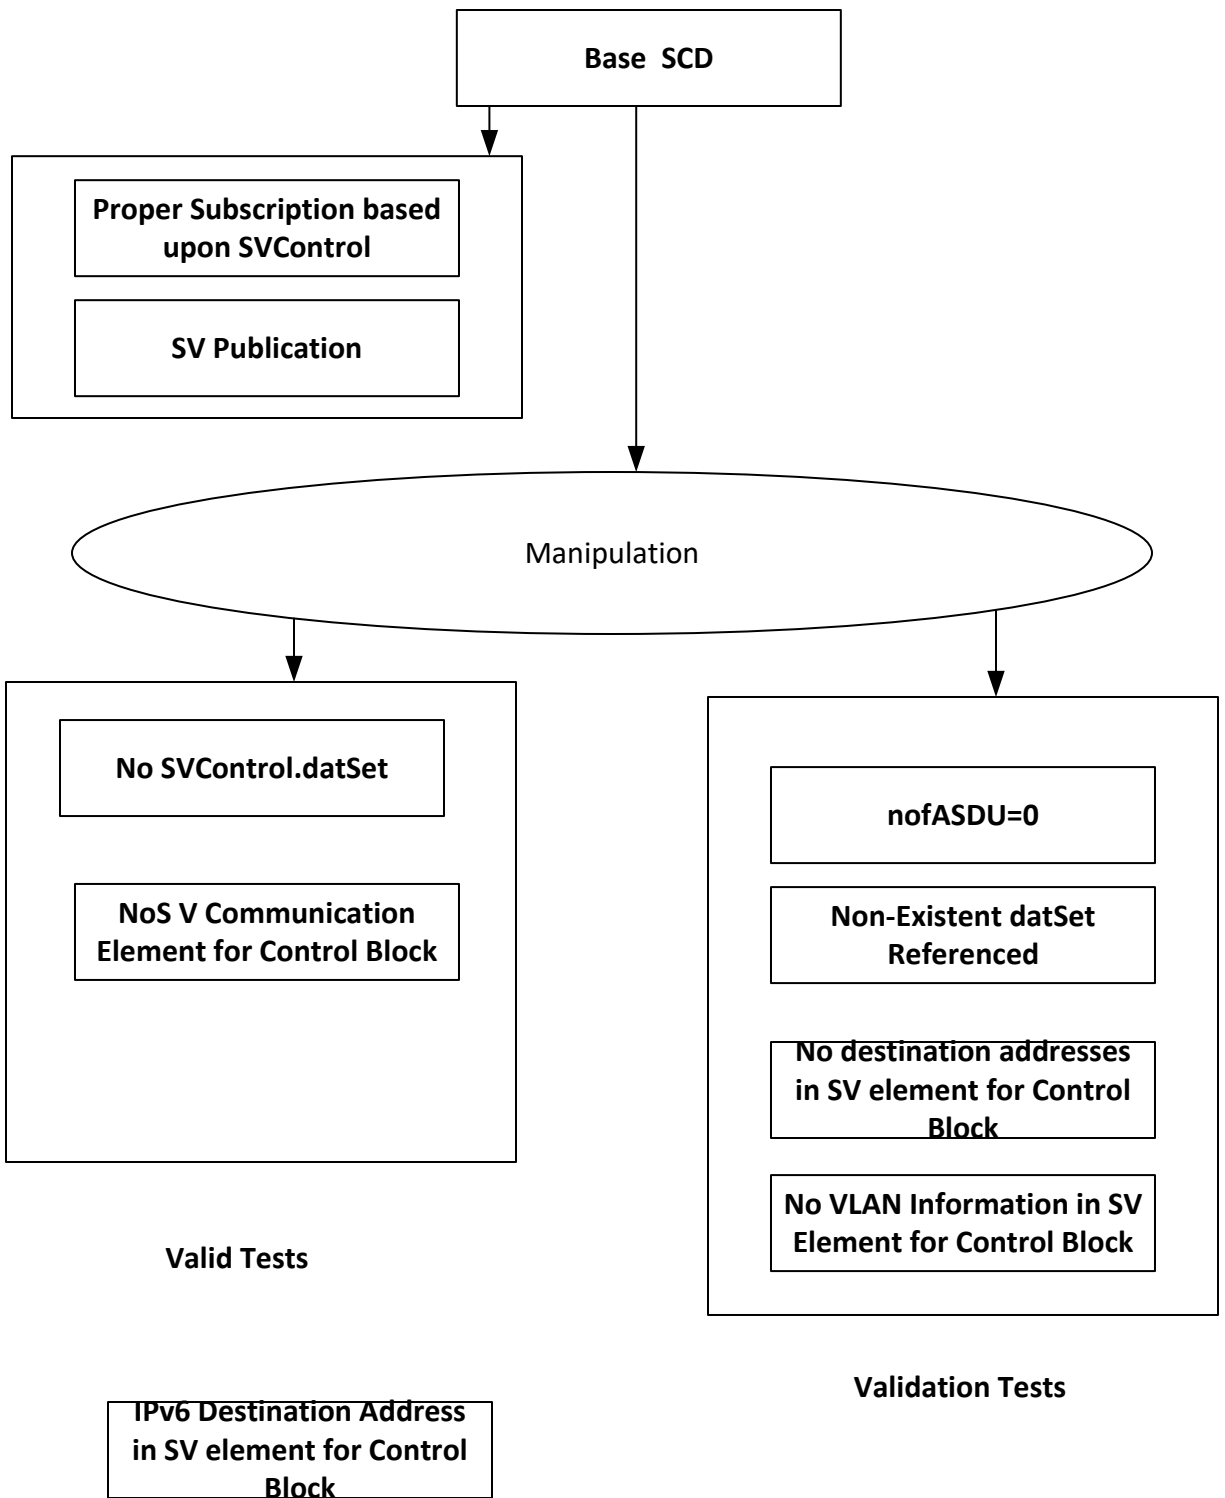 Base  SCD
Proper Subscription based
upon SVControl
SV Publication
Manipulation
No SVControl.datSet
NoS V Communication
Element for Control Block
Valid Tests
IPv6 Destination Address
in SV element for Control
Block
nofASDU=0
Non-Existent datSet
Referenced
No destination addresses
in SV element for Control
Block
No VLAN Information in SV
Element for Control Block
Validation Tests